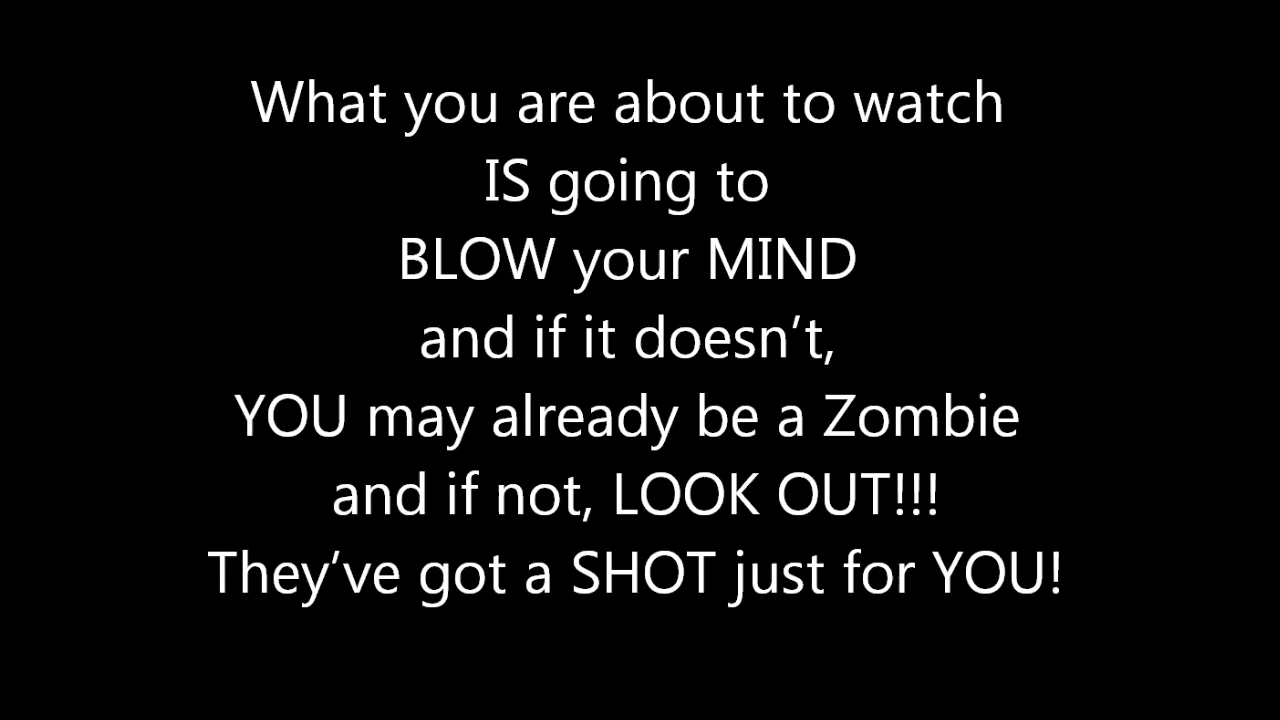 What you are about to watch
IS going to
BLOW your MIND
and if it doesn’t,
YOU may already be a Zombie
and if not, LOOK OUT!!!
They’ve got a SHOT just for YOU!